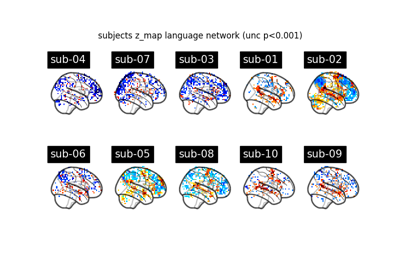 subjects z_map language network (unc p<0.001)
sub-04 sub-07 sub-03 sub-01 sub-02
sub-06 sub-05 sub-08 sub-10 sub-09